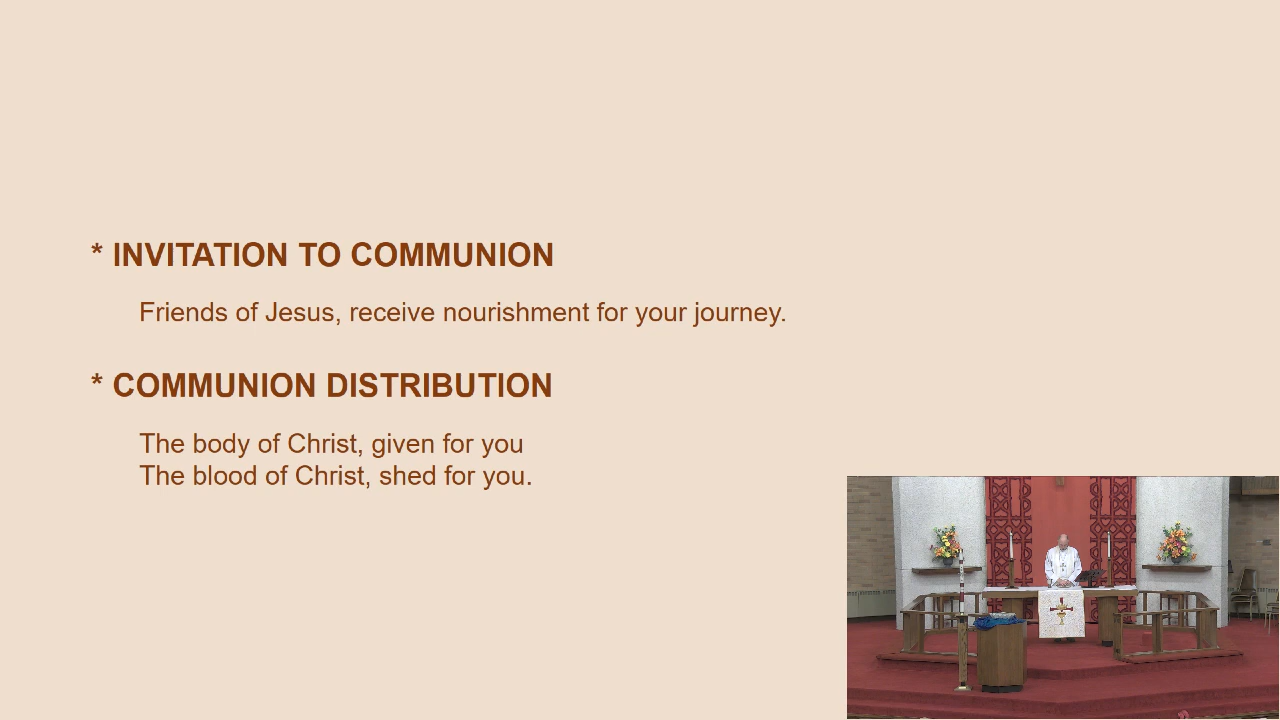 * INVITATION TO COMMUNION
Friends of Jesus, receive nourishment for your journey.
* COMMUNION DISTRIBUTION
The body of Christ, given for you
The blood of Christ, shed for you.